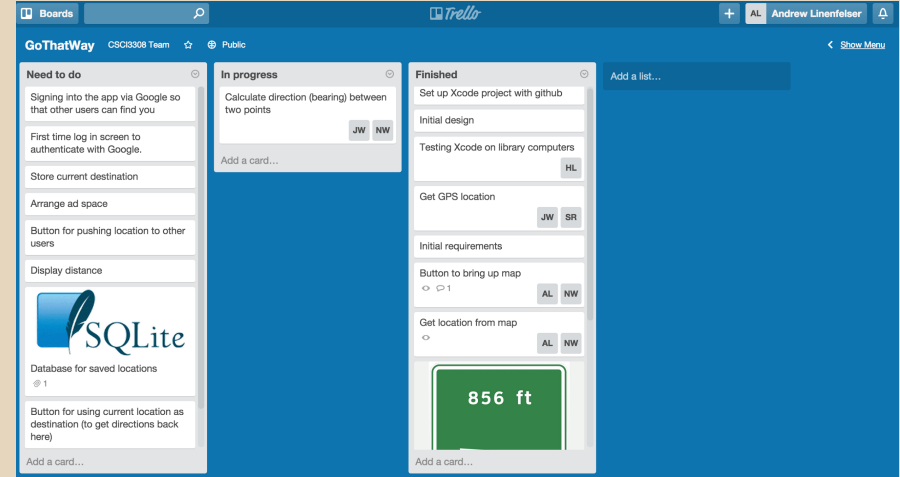 Boards
Trello
+
AL Andrew Linenfelser
GoThatWay CSCI3308 Team Public
Show Menu
Need to do
Signing into the app via Google so
that other users can find you
First time log in screen to
authenticate with Google.
Store current destination
Arrange ad space
Button for pushing location to other
users
Display distance
SQLite
Database for saved locations
1
Button for using current location as
destination (to get directions back
here)
Add a card...
In progress
Calculate direction (bearing) between
two points
JW NW
Add a card...
Finished
Set up Xcode project with github
Initial design
Testing Xcode on library computers
HL
Get GPS location
JW SR
Initial requirements
Button to bring up map
1
AL NW
Get location from map
AL NW
856 ft
Add a card...
Add a list...